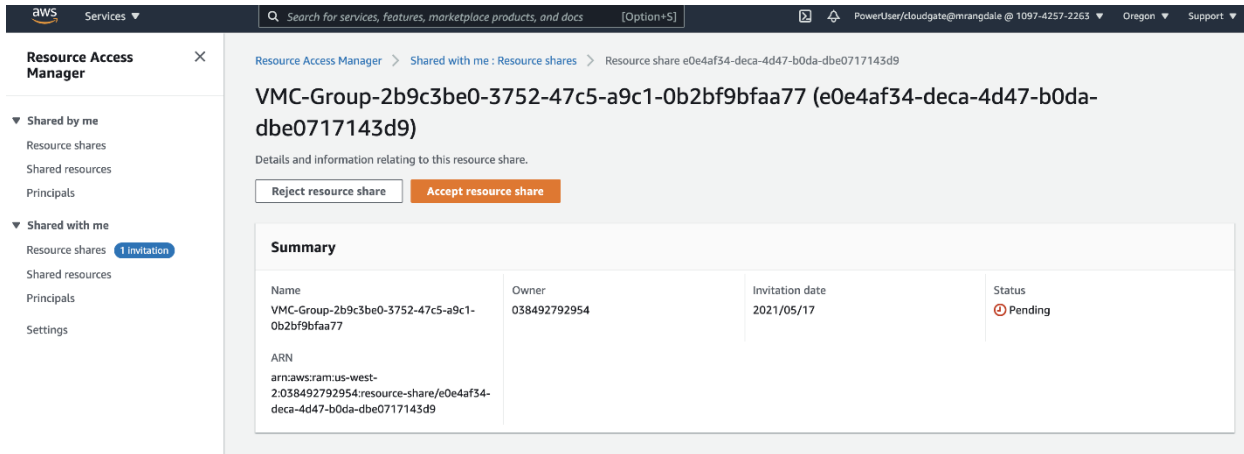 aws Services ▼ Search for services, features, marketplace products, and docs [Option+S] PowerUser/cloudgate@mrangdale @ 1097-4257-2263 ▼ Oregon ▼ Support ▼
Resource Access Manager
Shared by me
Resource shares
Shared resources
Principals
Shared with me
Resource shares 1 invitation
Shared resources
Principals
Settings
Resource Access Manager > Shared with me : Resource shares > Resource share e0e4af34-deca-4d47-b0da-dbe0717143d9
VMC-Group-2b9c3be0-3752-47c5-a9c1-0b2bf9bfaa77 (e0e4af34-deca-4d47-b0da-
dbe0717143d9)
Details and information relating to this resource share.
Reject resource share Accept resource share
Summary
Name
VMC-Group-2b9c3be0-3752-47c5-a9c1-
0b2bf9bfaa77
ARN
arn:aws:ram:us-west-
2:038492792954:resource-share/e0e4af34-
deca-4d47-b0da-dbe0717143d9
Owner
038492792954
Invitation date
2021/05/17
Status
Pending